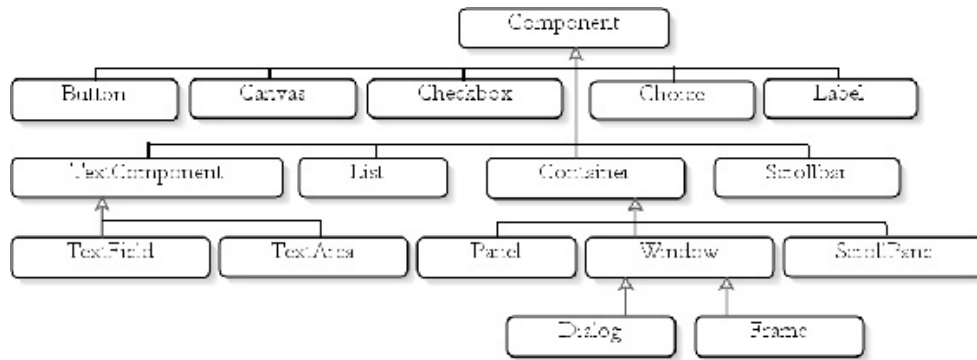 Component
Button Canvas Checkbox Choice Label
TextComponent List Container Scrollbar
TextField TextArea Panel Window ScrollPane
Dialog Frame